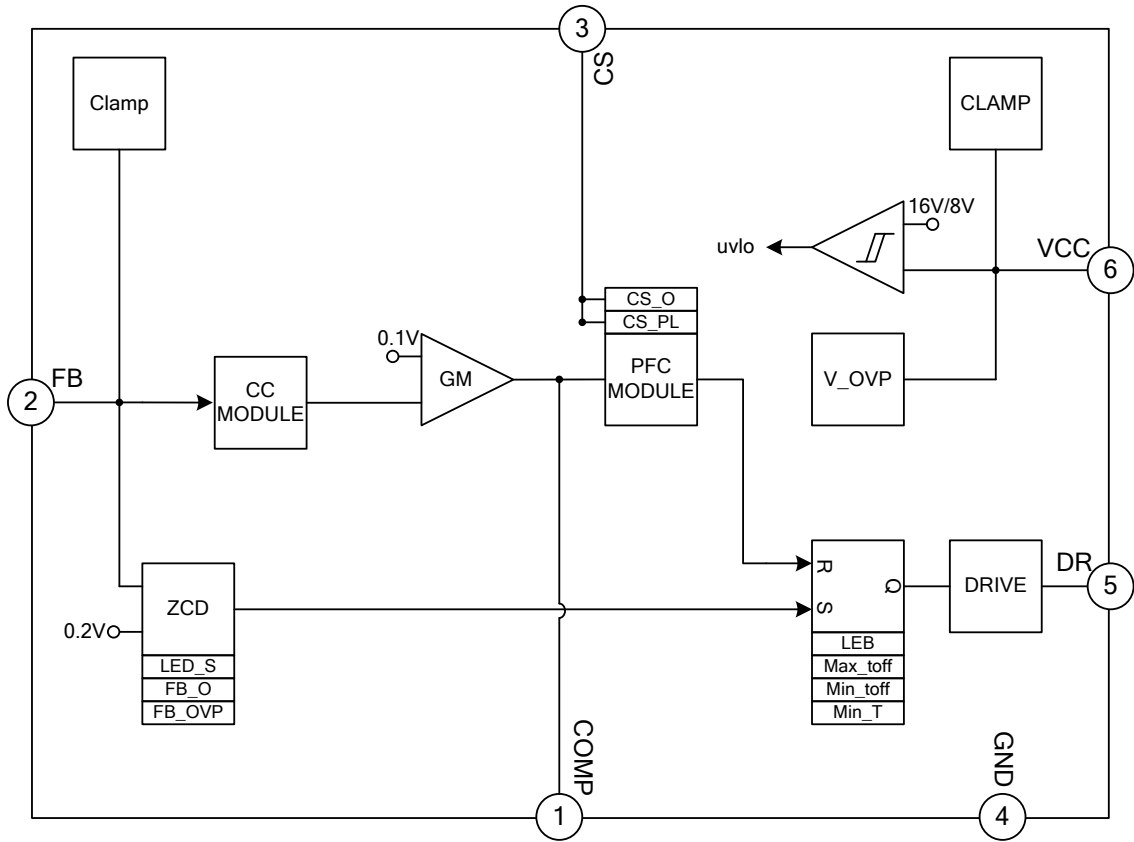 3
CS
Clamp
CLAMP
16V/8V
uvlo
VCC
6
CS_O
CS_PL
PFC
MODULE
0.1V
GM
V_OVP
FB
2
CC
MODULE
R
S
Q
DRIVE
DR
5
ZCD
0.2V
LED_S
FB_O
FB_OVP
LEB
Max_toff
Min_toff
Min_T
COMP
1
GND
4